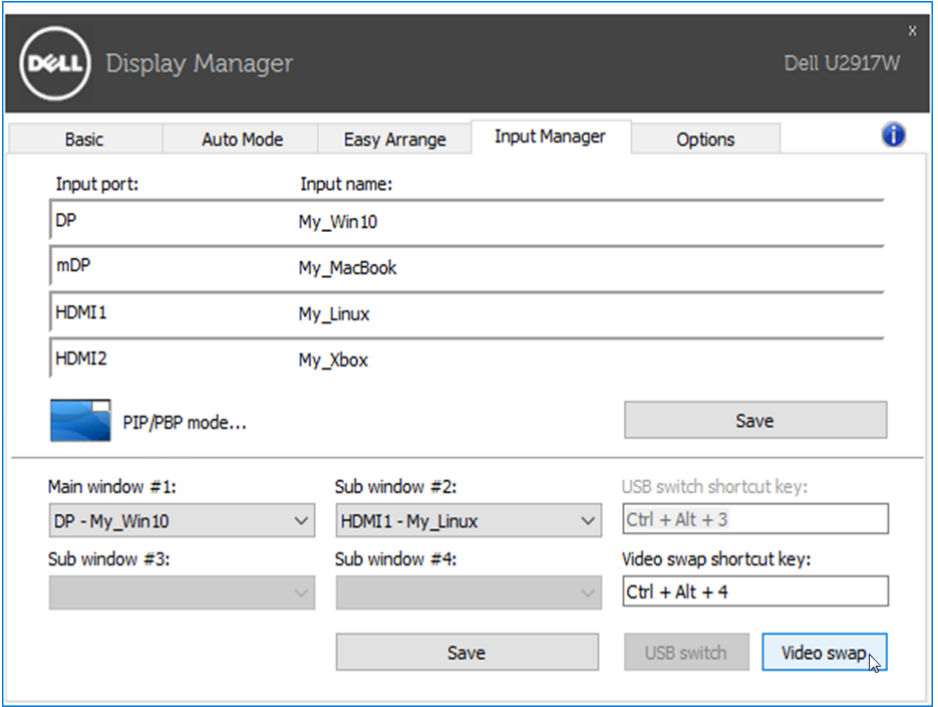 x
DELL Display Manager Dell U2917W
Basic Auto Mode Easy Arrange Input Manager Options i
Input port: Input name:
DP My_Win10
mDP My_MacBook
HDMI1 My_Linux
HDMI2 My_Xbox
PIP/PBP mode... Save
Main window #1: Sub window #2: USB switch shortcut key:
DP - My_Win10 HDMI1 - My_Linux Ctrl + Alt + 3
Sub window #3: Sub window #4: Video swap shortcut key:
Ctrl + Alt + 4
Save USB switch Video swap